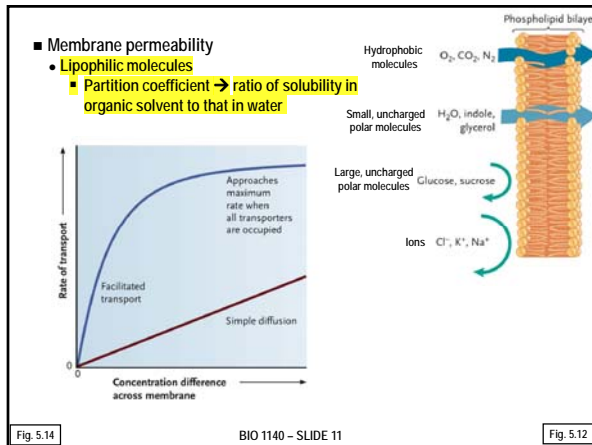 ■ Membrane permeability
• Lipophilic molecules
▪ Partition coefficient → ratio of solubility in
organic solvent to that in water
Rate of transport
Approaches
maximum
rate when
all transporters
are occupied
Facilitated
transport
Simple diffusion
0
0
Concentration difference
across membrane
Phospholipid bilayer
Hydrophobic
molecules
O₂, CO₂, N₂
Small, uncharged
polar molecules
H₂O, indole,
glycerol
Large, uncharged
polar molecules
Glucose, sucrose
Ions
Cl⁻, K⁺, Na⁺
Fig. 5.14
BIO 1140 – SLIDE 11
Fig. 5.12